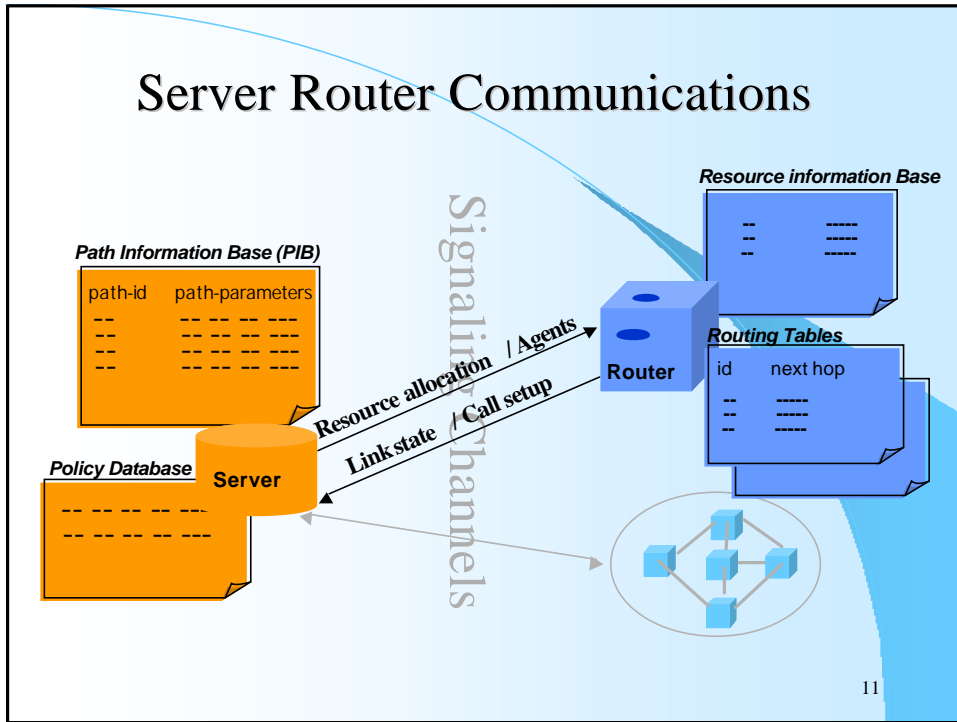 Server Router Communications
Resource information Base
-- -----
-- -----
-- -----
Path Information Base (PIB)
path-id path-parameters
-- -- -- -- ---
-- -- -- -- ---
-- -- -- -- ---
-- -- -- -- ---
Signaling Channels
Resource allocation / Agents
Link state / Call setup
Router
Routing Tables
id next hop
-- -----
-- -----
-- -----
Policy Database
Server
-- -- -- -- ---
-- -- -- -- ---
11